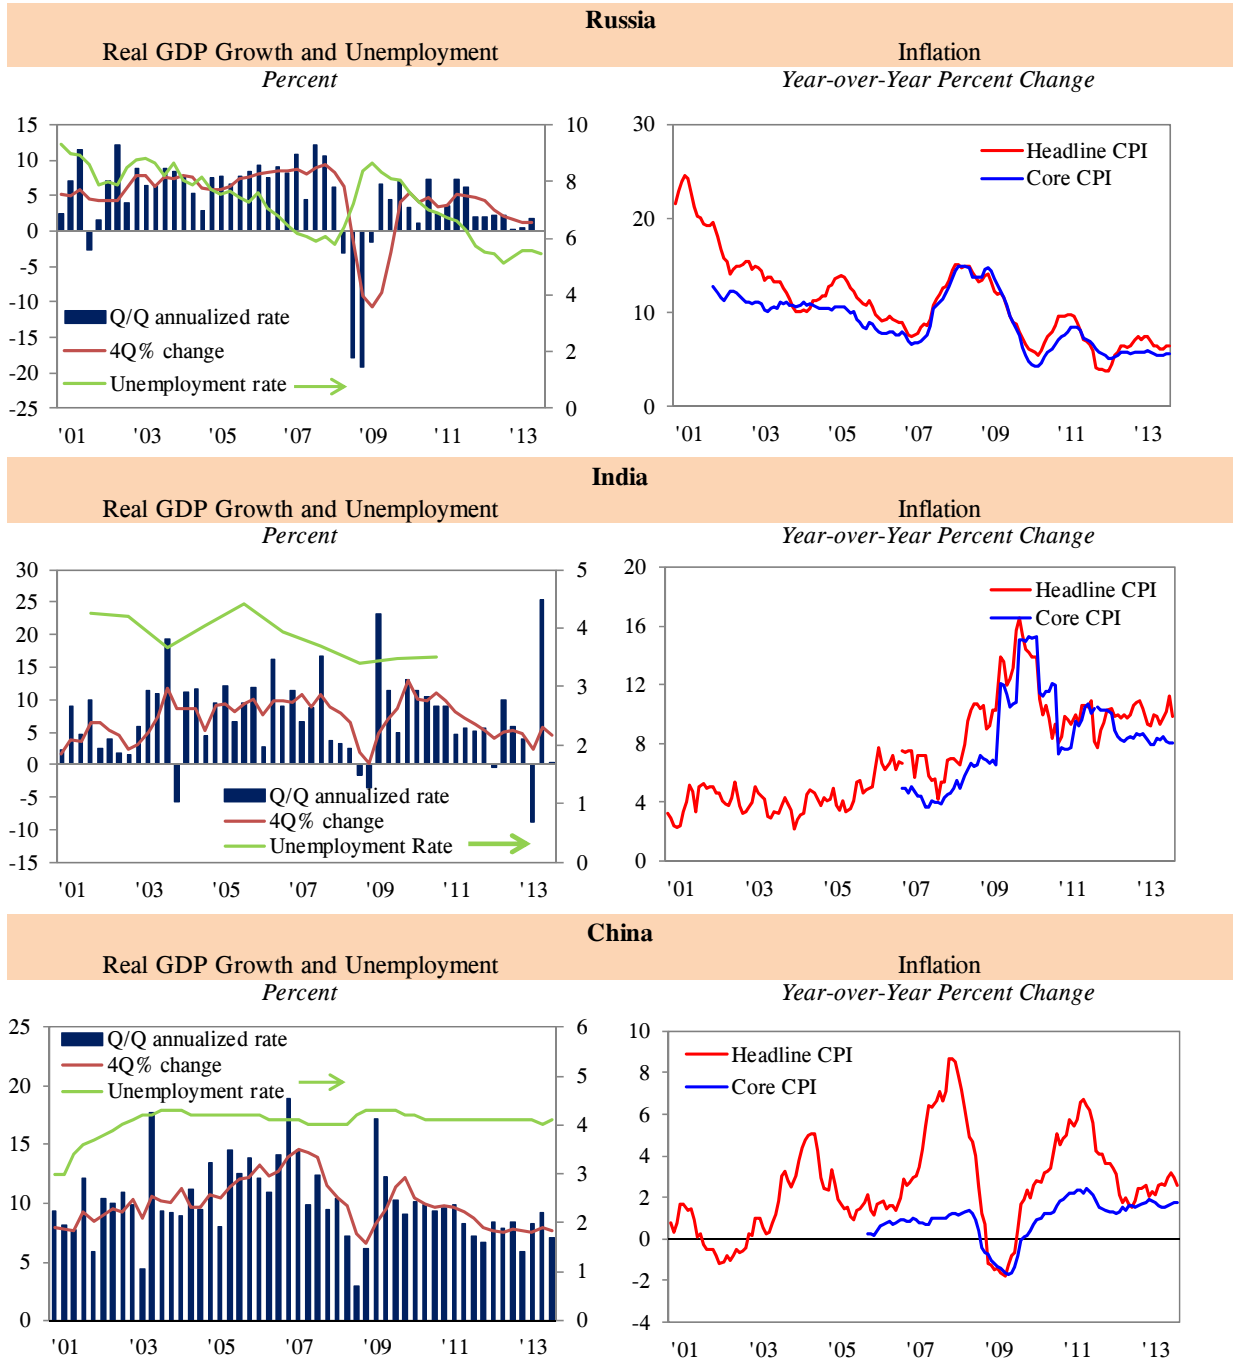 Russia
Real GDP Growth and Unemployment
Percent
15
10
5
0
-5
-10
-15
-20
-25
10
8
6
4
2
0
Q/Q annualized rate
4Q% change
Unemployment rate
'01 '03 '05 '07 '09 '11 '13
Inflation
Year-over-Year Percent Change
30
20
10
0
Headline CPI
Core CPI
'01 '03 '05 '07 '09 '11 '13
India
Real GDP Growth and Unemployment
Percent
30
25
20
15
10
5
0
-5
-10
-15
5
4
3
2
1
0
Q/Q annualized rate
4Q% change
Unemployment Rate
'01 '03 '05 '07 '09 '11 '13
Inflation
Year-over-Year Percent Change
20
16
12
8
4
0
Headline CPI
Core CPI
'01 '03 '05 '07 '09 '11 '13
China
Real GDP Growth and Unemployment
Percent
25
20
15
10
5
0
6
5
4
3
2
1
0
Q/Q annualized rate
4Q% change
Unemployment rate
'01 '03 '05 '07 '09 '11 '13
Inflation
Year-over-Year Percent Change
10
8
6
4
2
0
-2
-4
Headline CPI
Core CPI
'01 '03 '05 '07 '09 '11 '13